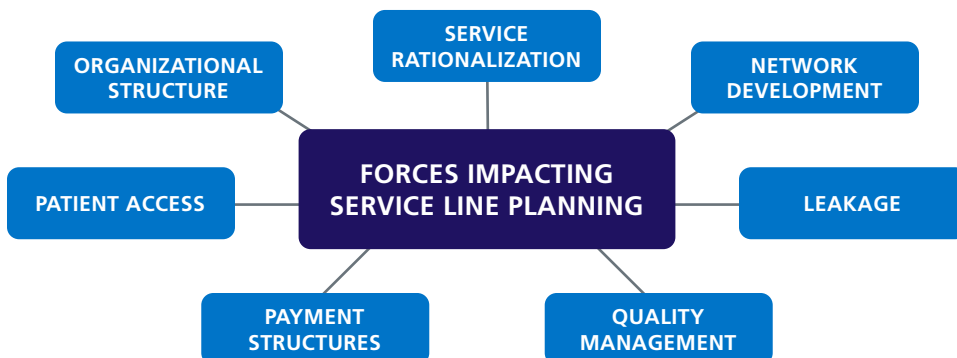 SERVICE
RATIONALIZATION
ORGANIZATIONAL
STRUCTURE
NETWORK
DEVELOPMENT
FORCES IMPACTING
SERVICE LINE PLANNING
PATIENT ACCESS
LEAKAGE
PAYMENT
STRUCTURES
QUALITY
MANAGEMENT